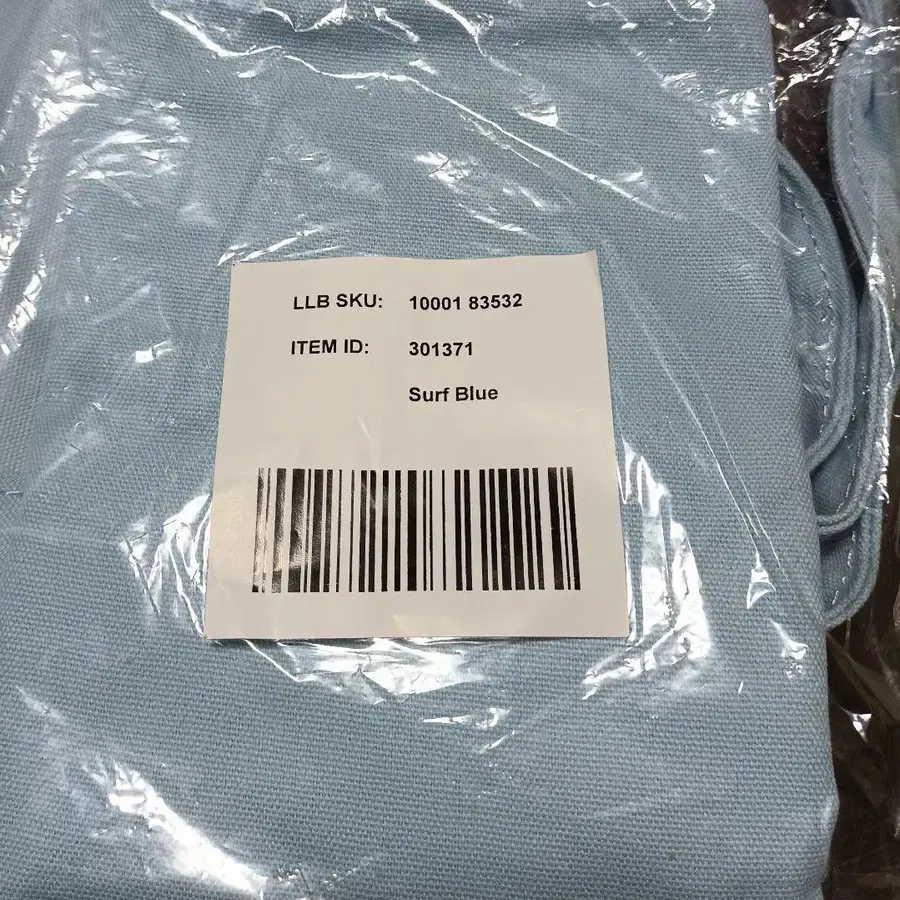 LLB SKU: 10001 83532
ITEM ID: 301371
Surf Blue